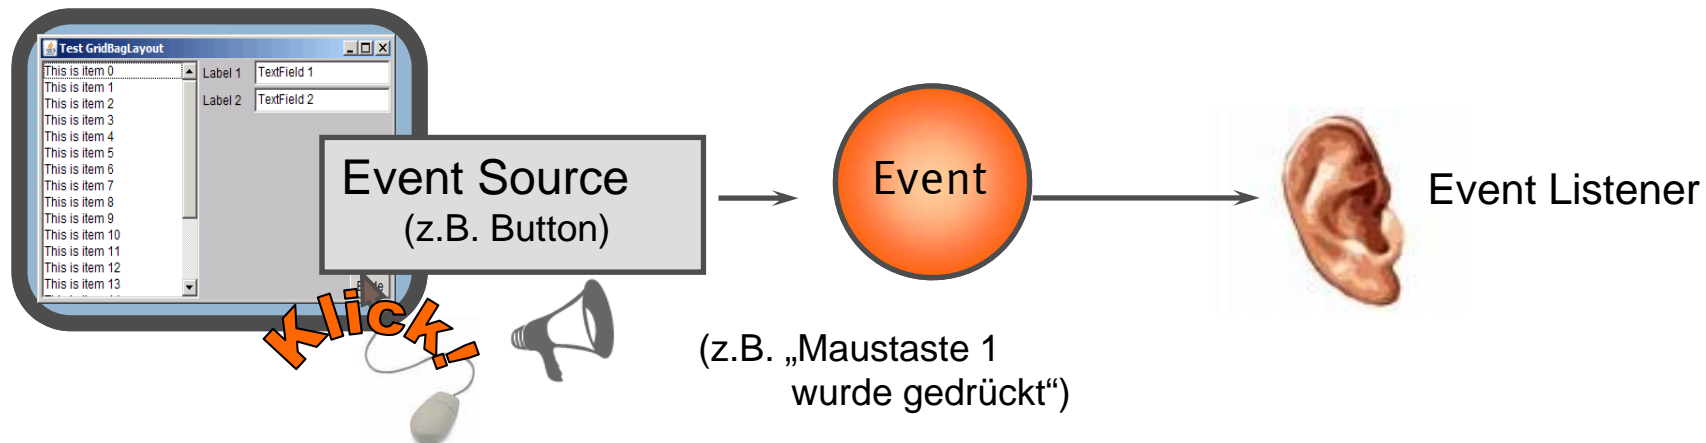 Test GridBagLayout
This is item 0
This is item 1
This is item 2
This is item 3
This is item 4
This is item 5
This is item 6
This is item 7
This is item 8
This is item 9
This is item 10
This is item 11
This is item 12
This is item 13
Label 1 TextField 1
Label 2 TextField 2
Event Source
(z.B. Button)
Klick!
Event
(z.B. „Maustaste 1
wurde gedrückt“)
Event Listener